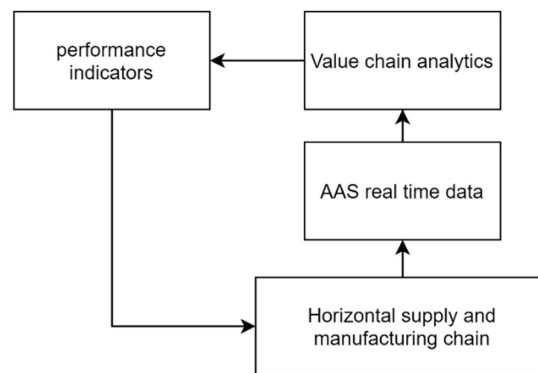 performance
indicators
Value chain analytics
AAS real time data
Horizontal supply and
manufacturing chain